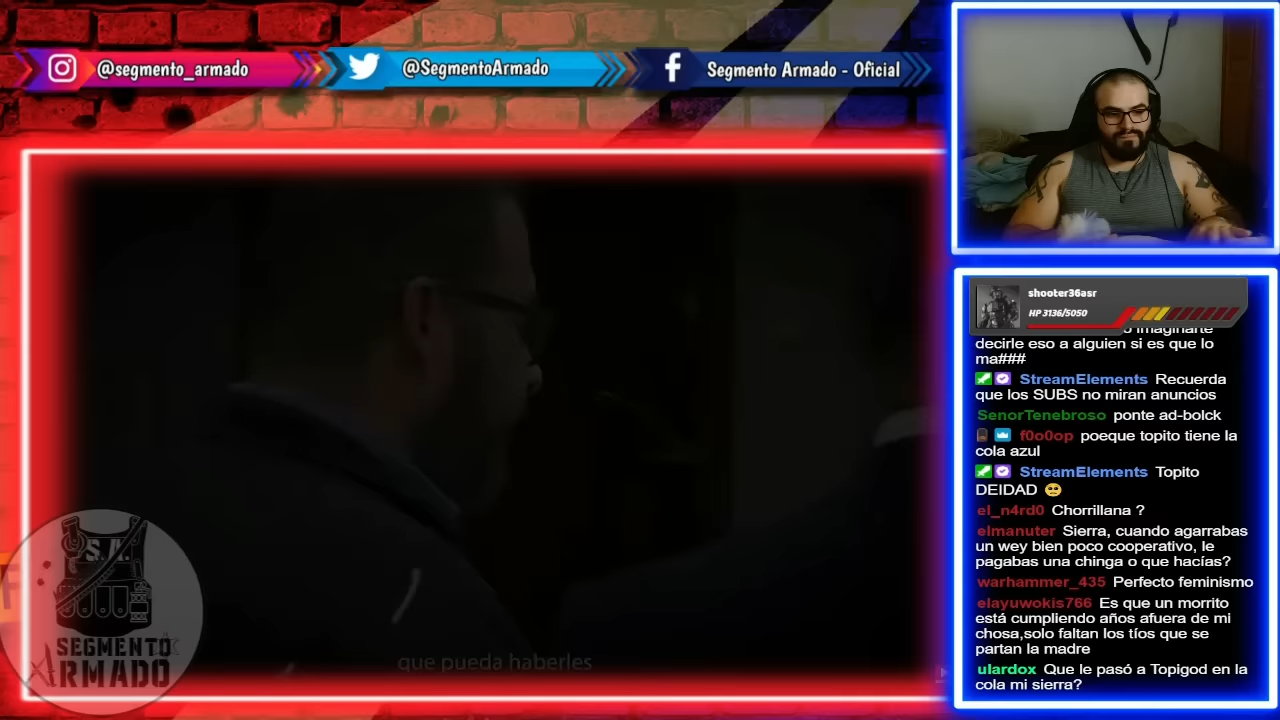 @segmento_armado
@SegmentoArmado
Segmento Armado - Oficial
shooter36asr
HP 3136/5050
imaginarte
decirle eso a alguien si es que lo
ma###
StreamElements Recuerda
que los SUBS no miran anuncios
SenorTenebroso ponte ad-bolck
f0o0op poeque topito tiene la
cola azul
StreamElements Topito
DEIDAD 🥺
el_n4rd0 Chorrillana ?
elmanuter Sierra, cuando agarrabas
un wey bien poco cooperativo, le
pagabas una chinga o que hacías?
warhammer_435 Perfecto feminismo
elayuwokis766 Es que un morrito
está cumpliendo años afuera de mi
chosa,solo faltan los tíos que se
partan la madre
ulardox Que le pasó a Topigod en la
cola mi sierra?
que pueda haberles
S.A.
SEGMENTO
ARMADO